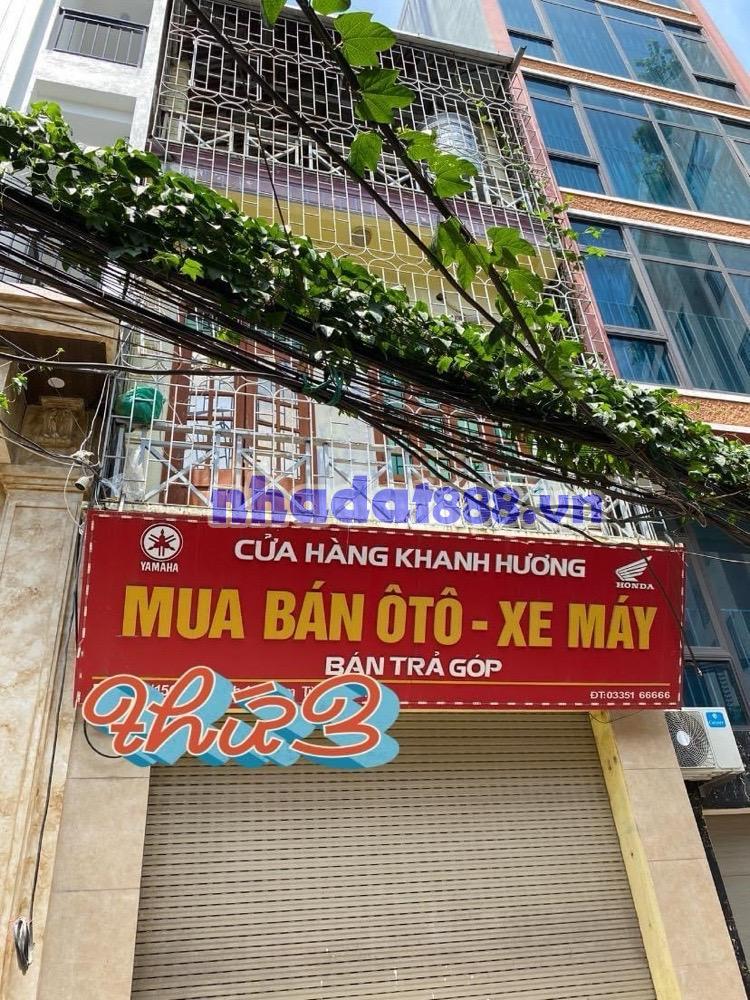 nhadat888.vn
YAMAHA
CỬA HÀNG KHANH HƯƠNG
HONDA
MUA BÁN ÔTÔ - XE MÁY
BÁN TRẢ GÓP
ĐT:03351 66666
thứ 3